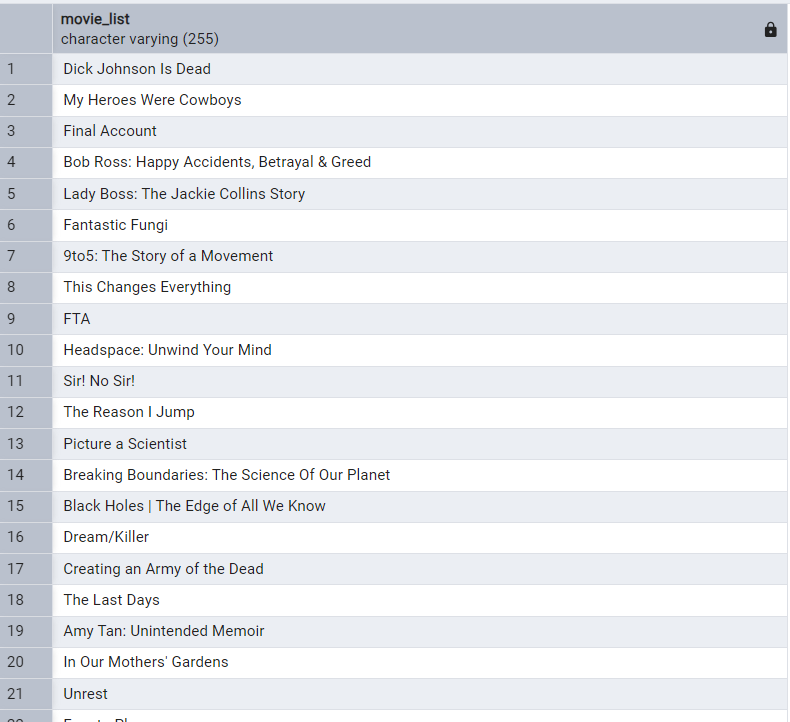 movie_list
character varying (255)
1 Dick Johnson Is Dead
2 My Heroes Were Cowboys
3 Final Account
4 Bob Ross: Happy Accidents, Betrayal & Greed
5 Lady Boss: The Jackie Collins Story
6 Fantastic Fungi
7 9to5: The Story of a Movement
8 This Changes Everything
9 FTA
10 Headspace: Unwind Your Mind
11 Sir! No Sir!
12 The Reason I Jump
13 Picture a Scientist
14 Breaking Boundaries: The Science Of Our Planet
15 Black Holes | The Edge of All We Know
16 Dream/Killer
17 Creating an Army of the Dead
18 The Last Days
19 Amy Tan: Unintended Memoir
20 In Our Mothers' Gardens
21 Unrest